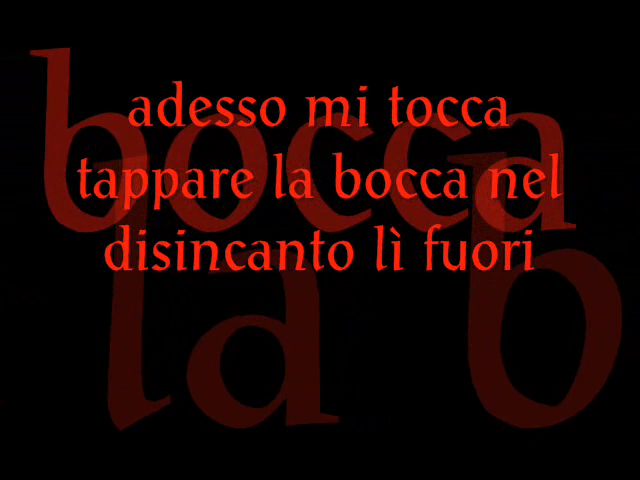 bocca
adesso mi tocca
tappare la bocca nel
disincanto lì fuori
la b